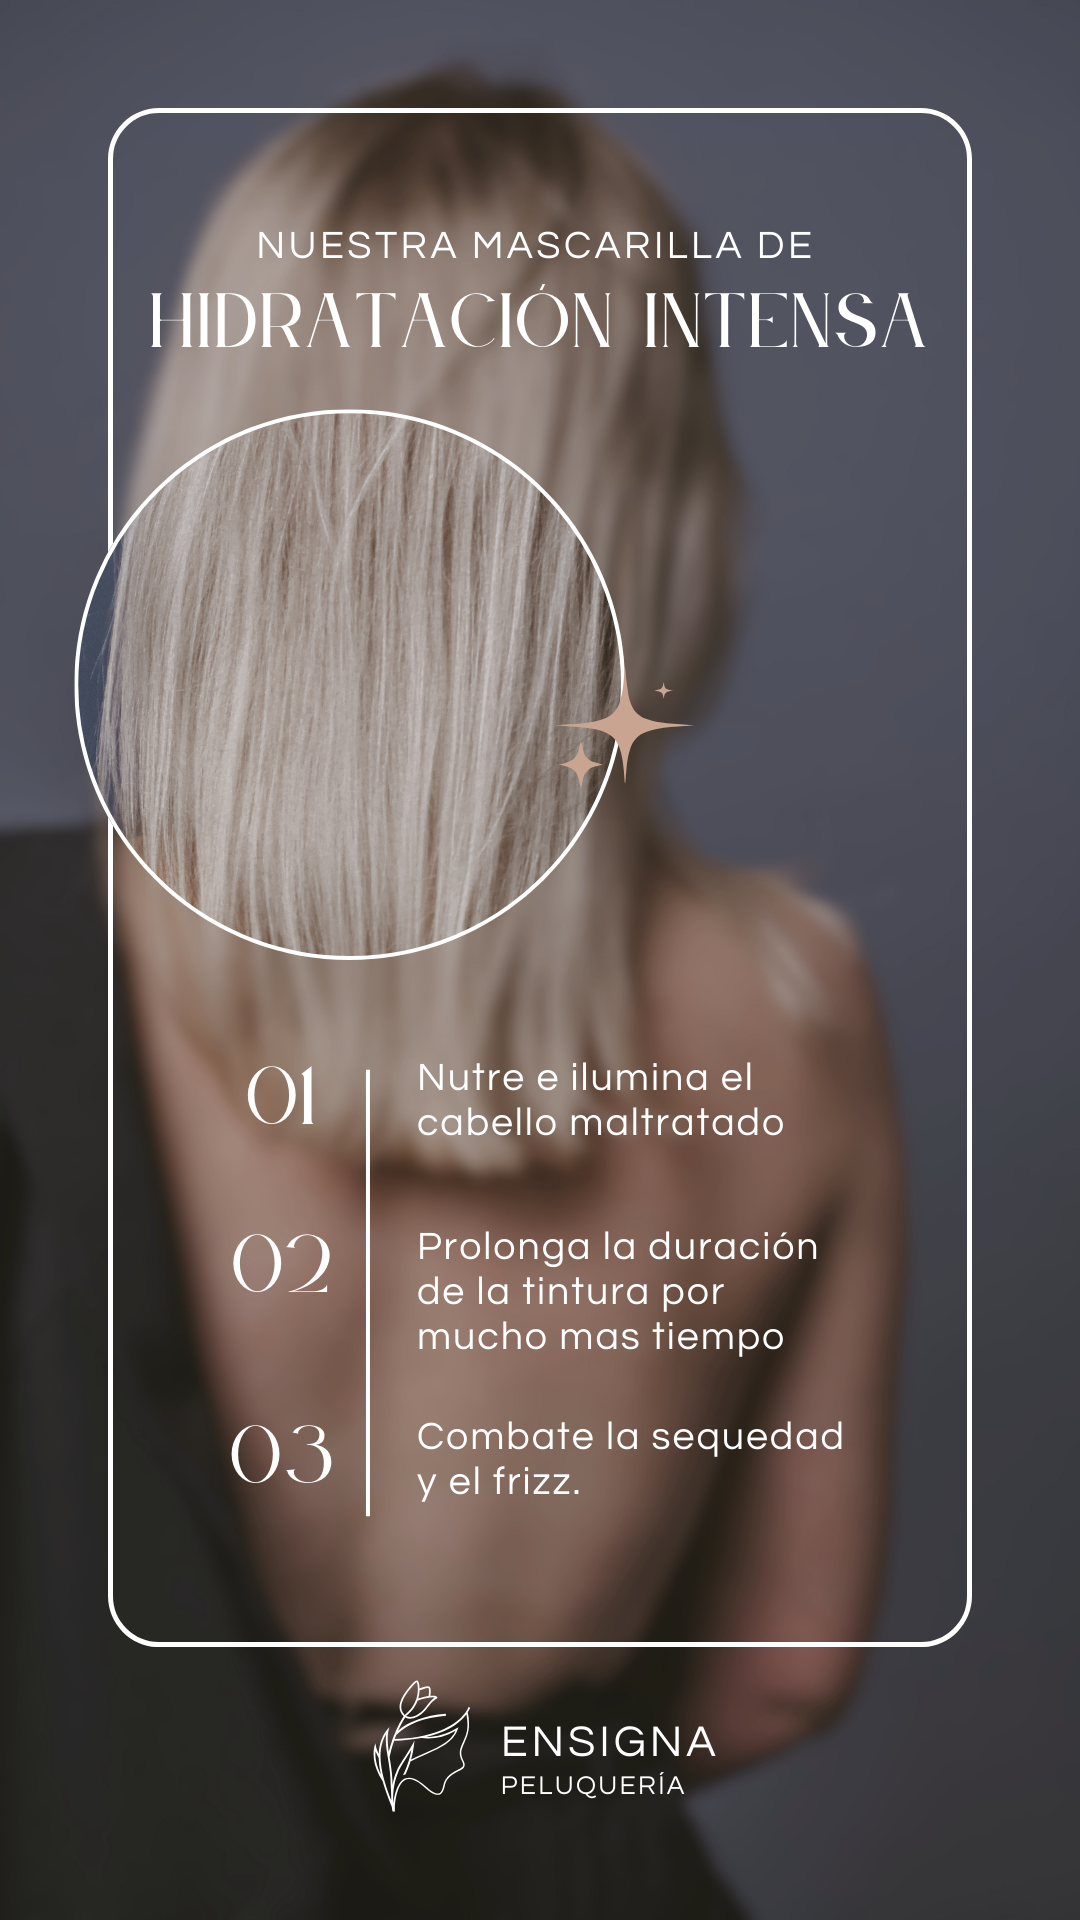 NUESTRA MASCARILLA DE
HIDRATACIÓN INTENSA
01
Nutre e ilumina el
cabello maltratado
02
Prolonga la duración
de la tintura por
mucho mas tiempo
03
Combate la sequedad
y el frizz.
ENSIGNA
PELUQUERÍA